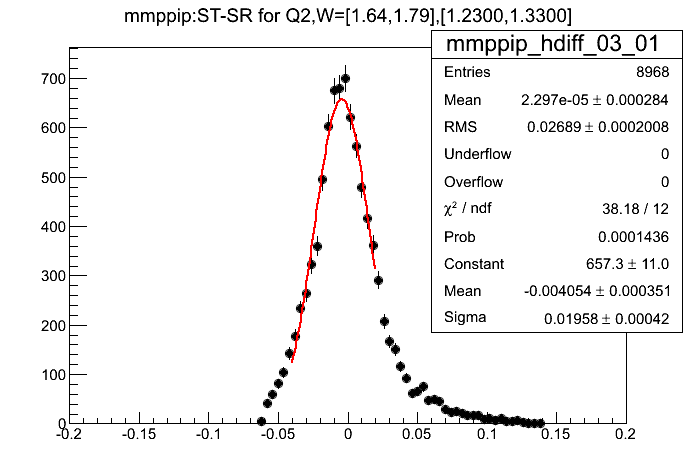 mmppip:ST-SR for Q2,W=[1.64,1.79],[1.2300,1.3300]
mmppip_hdiff_03_01
Entries 8968
Mean 2.297e-05 ± 0.000284
RMS 0.02689 ± 0.0002008
Underflow 0
Overflow 0
χ² / ndf 38.18 / 12
Prob 0.0001436
Constant 657.3 ± 11.0
Mean -0.004054 ± 0.000351
Sigma 0.01958 ± 0.00042
700
600
500
400
300
200
100
0
-0.2 -0.15 -0.1 -0.05 0 0.05 0.1 0.15 0.2